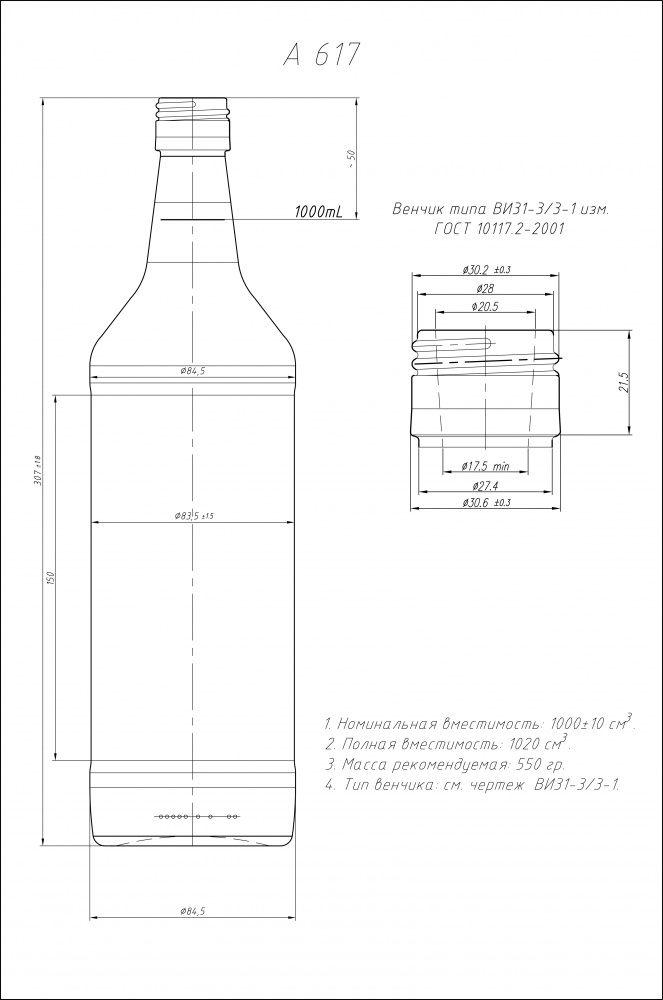 А 617
~ 50
1000mL
Венчик типа ВИ31-3/3-1 изм.
ГОСТ 10117.2-2001
Ø30.2 ±0.3
Ø28
Ø20.5
21.5
Ø17.5 min
Ø27.4
Ø30.6 ±0.3
Ø84,5
307 ±1.8
Ø83,5 ±1.5
150
1. Номинальная вместимость: 1000±10 см³.
2. Полная вместимость: 1020 см³.
3. Масса рекомендуемая: 550 гр.
4. Тип венчика: см. чертеж ВИ31-3/3-1.
Ø84,5